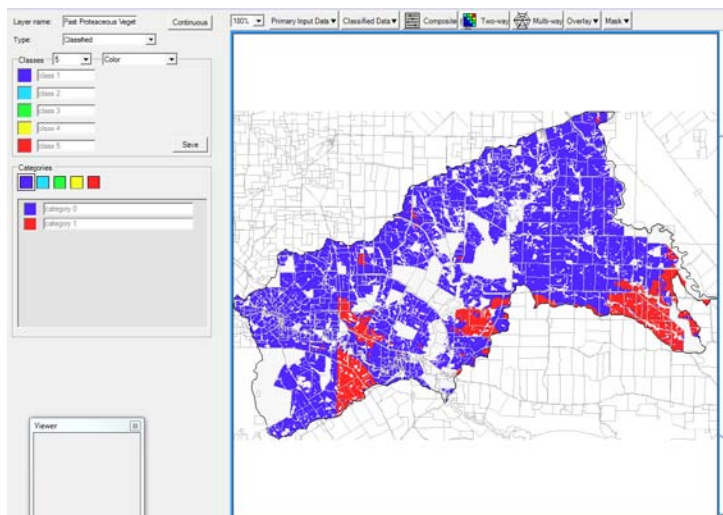 Layer name: Past Proteaceous Veget Continuous
Type: Classified
Classes 5 Color
class 1
class 2
class 3
class 4
class 5
Save
Categories
category 0
category 1
Viewer
100% Primary Input Data Classified Data Composite Two-way Multi-way Overlay Mask